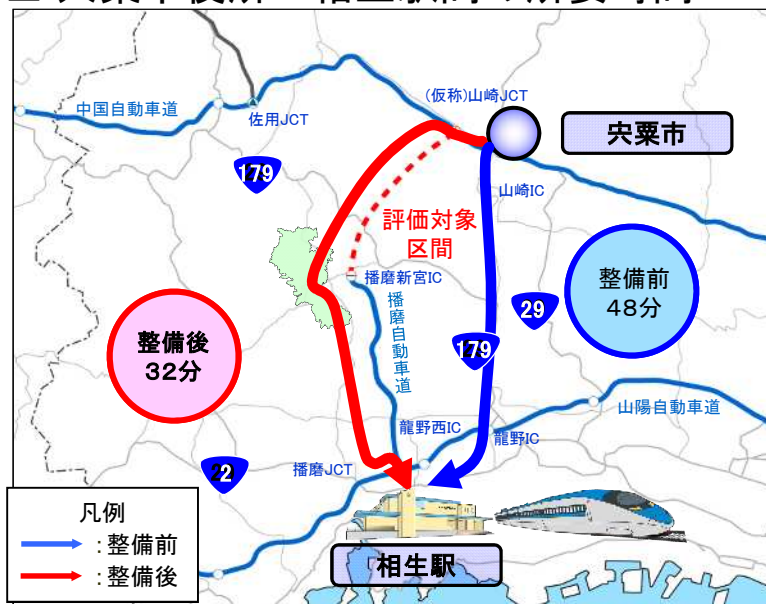 (仮称)山崎JCT
中国自動車道
佐用JCT
宍粟市
179
山崎IC
評価対象
区間
整備前
48分
播磨新宮IC
29
播磨自動車道
整備後
32分
179
山陽自動車道
龍野西IC
龍野IC
播磨JCT
22
凡例
:整備前
:整備後
相生駅